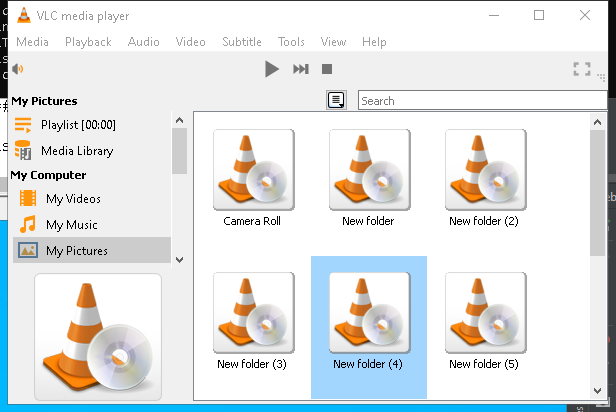 VLC media player
Media Playback Audio Video Subtitle Tools View Help
Search
My Pictures
Playlist [00:00]
Media Library
My Computer
My Videos
My Music
My Pictures
Camera Roll New folder New folder (2)
New folder (3) New folder (4) New folder (5)